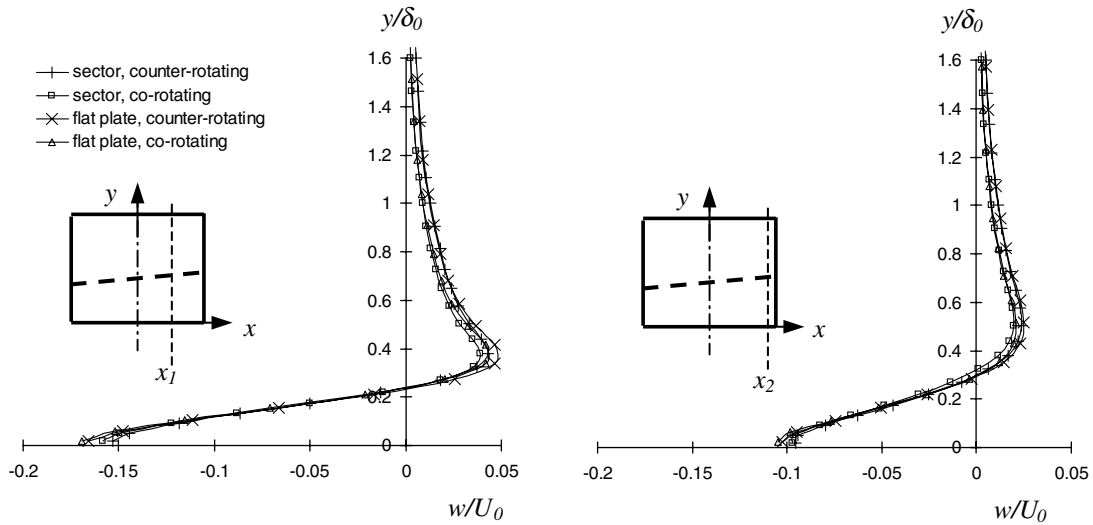 y/δ0
sector, counter-rotating
sector, co-rotating
flat plate, counter-rotating
flat plate, co-rotating
1.6
1.4
1.2
1
0.8
0.6
0.4
0.2
0
-0.2
-0.15
-0.1
-0.05
0
0.05
w/U0
y
x
x1
y/δ0
1.6
1.4
1.2
1
0.8
0.6
0.4
0.2
0
-0.2
-0.15
-0.1
-0.05
0
0.05
w/U0
y
x
x2